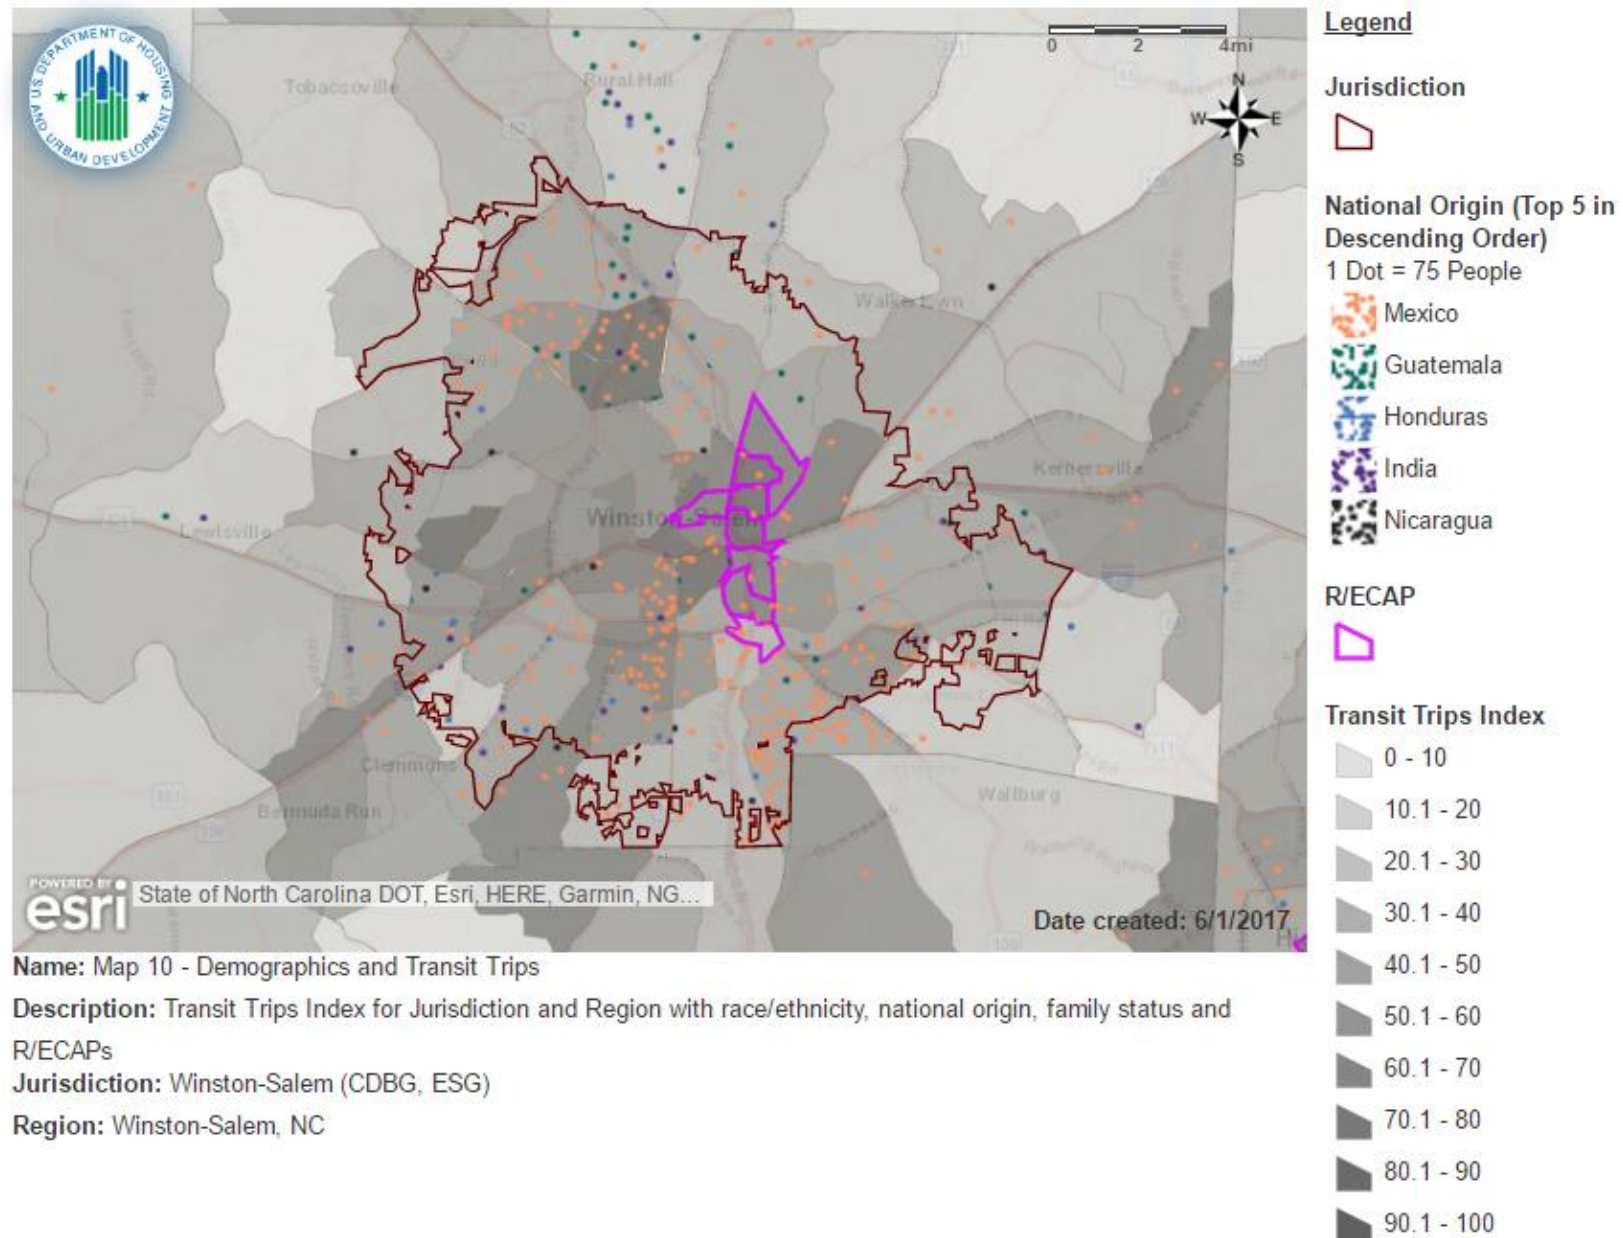 U.S. DEPARTMENT OF HOUSING
AND URBAN DEVELOPMENT
0 2 4mi
N
W E
S
Tobaccoville
Rural Hall
Walkertown
Kernersville
Winston-Salem
Lewisville
Clemmons
Bermuda Run
Wallburg
POWERED BY
esri
State of North Carolina DOT, Esri, HERE, Garmin, NG...
Date created: 6/1/2017
Name: Map 10 - Demographics and Transit Trips
Description: Transit Trips Index for Jurisdiction and Region with race/ethnicity, national origin, family status and
R/ECAPs
Jurisdiction: Winston-Salem (CDBG, ESG)
Region: Winston-Salem, NC
Legend
Jurisdiction
National Origin (Top 5 in
Descending Order)
1 Dot = 75 People
Mexico
Guatemala
Honduras
India
Nicaragua
R/ECAP
Transit Trips Index
0 - 10
10.1 - 20
20.1 - 30
30.1 - 40
40.1 - 50
50.1 - 60
60.1 - 70
70.1 - 80
80.1 - 90
90.1 - 100